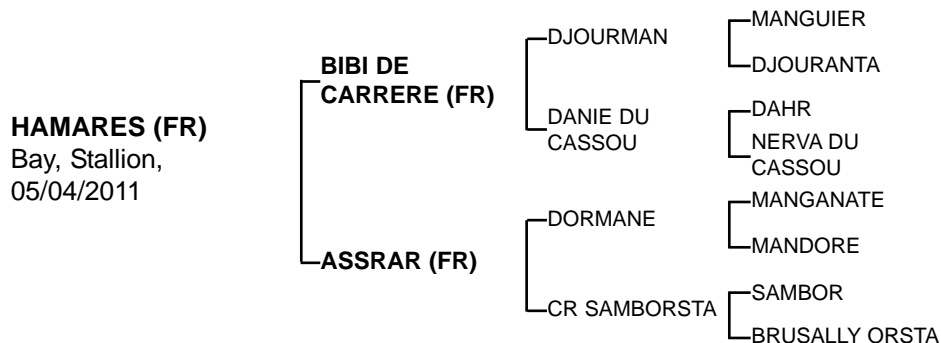 HAMARES (FR)
Bay, Stallion,
05/04/2011
BIBI DE
CARRERE (FR)
ASSRAR (FR)
DJOURMAN
DANIE DU
CASSOU
DORMANE
CR SAMBORSTA
MANGUIER
DJOURANTA
DAHR
NERVA DU
CASSOU
MANGANATE
MANDORE
SAMBOR
BRUSALLY ORSTA